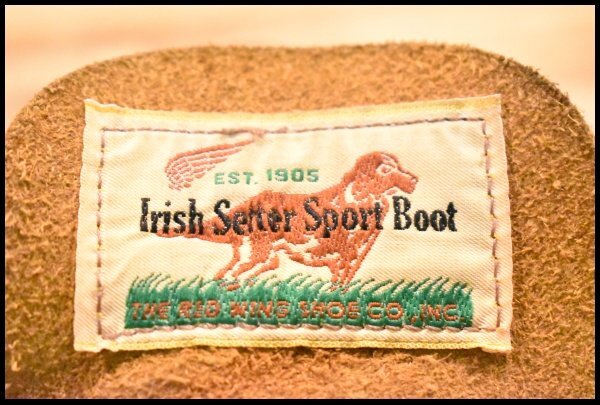 EST. 1905
Irish Setter Sport Boot
THE RED WING SHOE CO., INC.